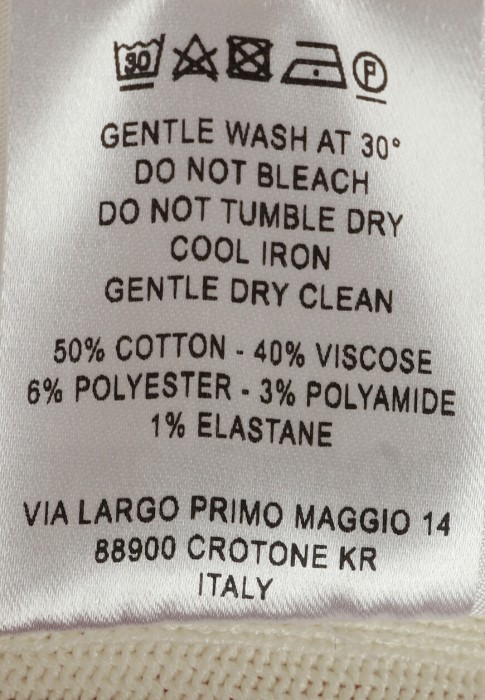 30 P
GENTLE WASH AT 30°
DO NOT BLEACH
DO NOT TUMBLE DRY
COOL IRON
GENTLE DRY CLEAN
50% COTTON - 40% VISCOSE
6% POLYESTER - 3% POLYAMIDE
1% ELASTANE
VIA LARGO PRIMO MAGGIO 14
88900 CROTONE KR
ITALY